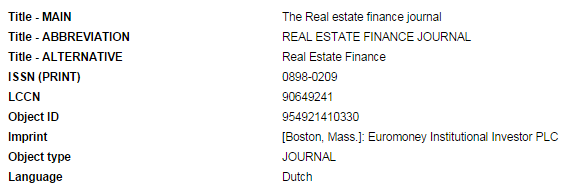 Title - MAIN The Real estate finance journal
Title - ABBREVIATION REAL ESTATE FINANCE JOURNAL
Title - ALTERNATIVE Real Estate Finance
ISSN (PRINT) 0898-0209
LCCN 90649241
Object ID 954921410330
Imprint [Boston, Mass.]: Euromoney Institutional Investor PLC
Object type JOURNAL
Language Dutch